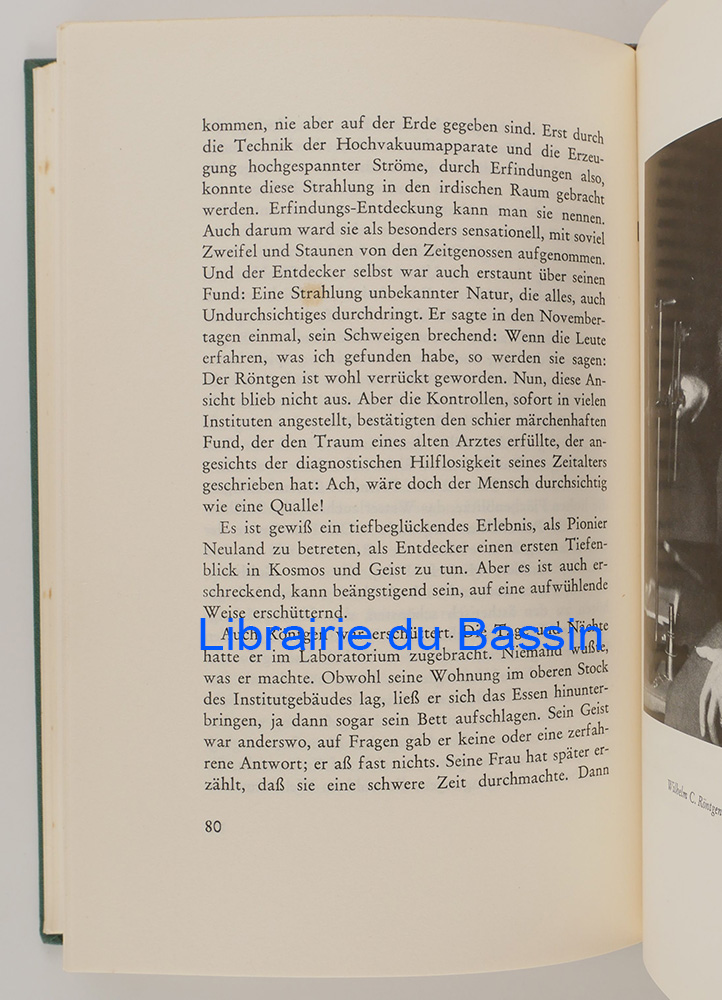 kommen, nie aber auf der Erde gegeben sind. Erst durch
die Technik der Hochvakuumapparate und die Erzeu-
gung hochgespannter Ströme, durch Erfindungen also,
konnte diese Strahlung in den irdischen Raum gebracht
werden. Erfindungs-Entdeckung kann man sie nennen.
Auch darum ward sie als besonders sensationell, mit soviel
Zweifel und Staunen von den Zeitgenossen aufgenommen.
Und der Entdecker selbst war auch erstaunt über seinen
Fund: Eine Strahlung unbekannter Natur, die alles, auch
Undurchsichtiges durchdringt. Er sagte in den November-
tagen einmal, sein Schweigen brechend: Wenn die Leute
erfahren, was ich gefunden habe, so werden sie sagen:
Der Röntgen ist wohl verrückt geworden. Nun, diese An-
sicht blieb nicht aus. Aber die Kontrollen, sofort in vielen
Instituten angestellt, bestätigten den schier märchenhaften
Fund, der den Traum eines alten Arztes erfüllte, der an-
gesichts der diagnostischen Hilflosigkeit seines Zeitalters
geschrieben hat: Ach, wäre doch der Mensch durchsichtig
wie eine Qualle!
Es ist gewiß ein tiefbeglückendes Erlebnis, als Pionier
Neuland zu betreten, als Entdecker einen ersten Tiefen-
blick in Kosmos und Geist zu tun. Aber es ist auch er-
schreckend, kann beängstigend sein, auf eine aufwühlende
Weise erschütternd.
Auch Röntgen war erschüttert. Tage und Nächte
Librairie du Bassin
hatte er im Laboratorium zugebracht. Niemand wußte,
was er machte. Obwohl seine Wohnung im oberen Stock
des Institutgebäudes lag, ließ er sich das Essen hinunter-
bringen, ja dann sogar sein Bett aufschlagen. Sein Geist
war anderswo, auf Fragen gab er keine oder eine zerfah-
rene Antwort; er aß fast nichts. Seine Frau hat später er-
zählt, daß sie eine schwere Zeit durchmachte. Dann
80
Wilhelm C. Röntgen